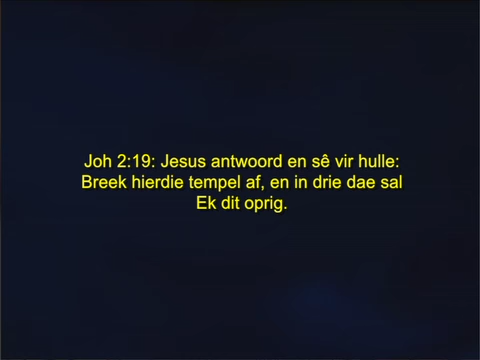 Joh 2:19: Jesus antwoord en sê vir hulle:
Breek hierdie tempel af, en in drie dae sal
Ek dit oprig.